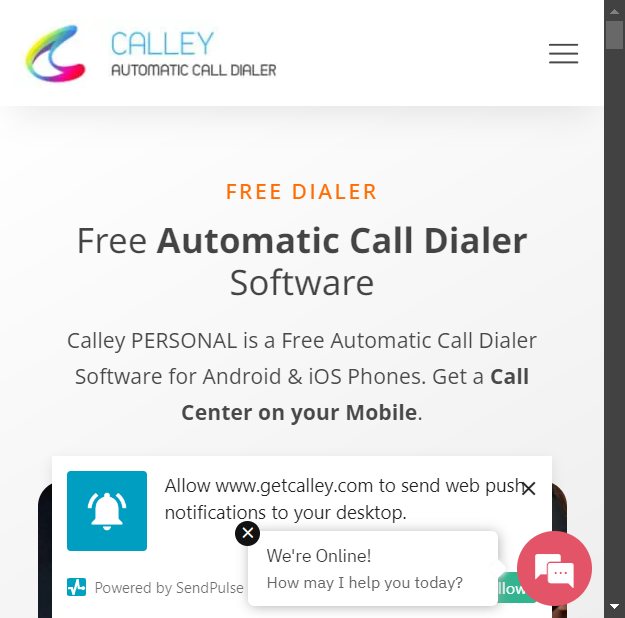 CALLEY
AUTOMATIC CALL DIALER
FREE DIALER
Free Automatic Call Dialer
Software
Calley PERSONAL is a Free Automatic Call Dialer
Software for Android & iOS Phones. Get a Call
Center on your Mobile.
Allow www.getcalley.com to send web push
notifications to your desktop.
We're Online!
How may I help you today?
Powered by SendPulse